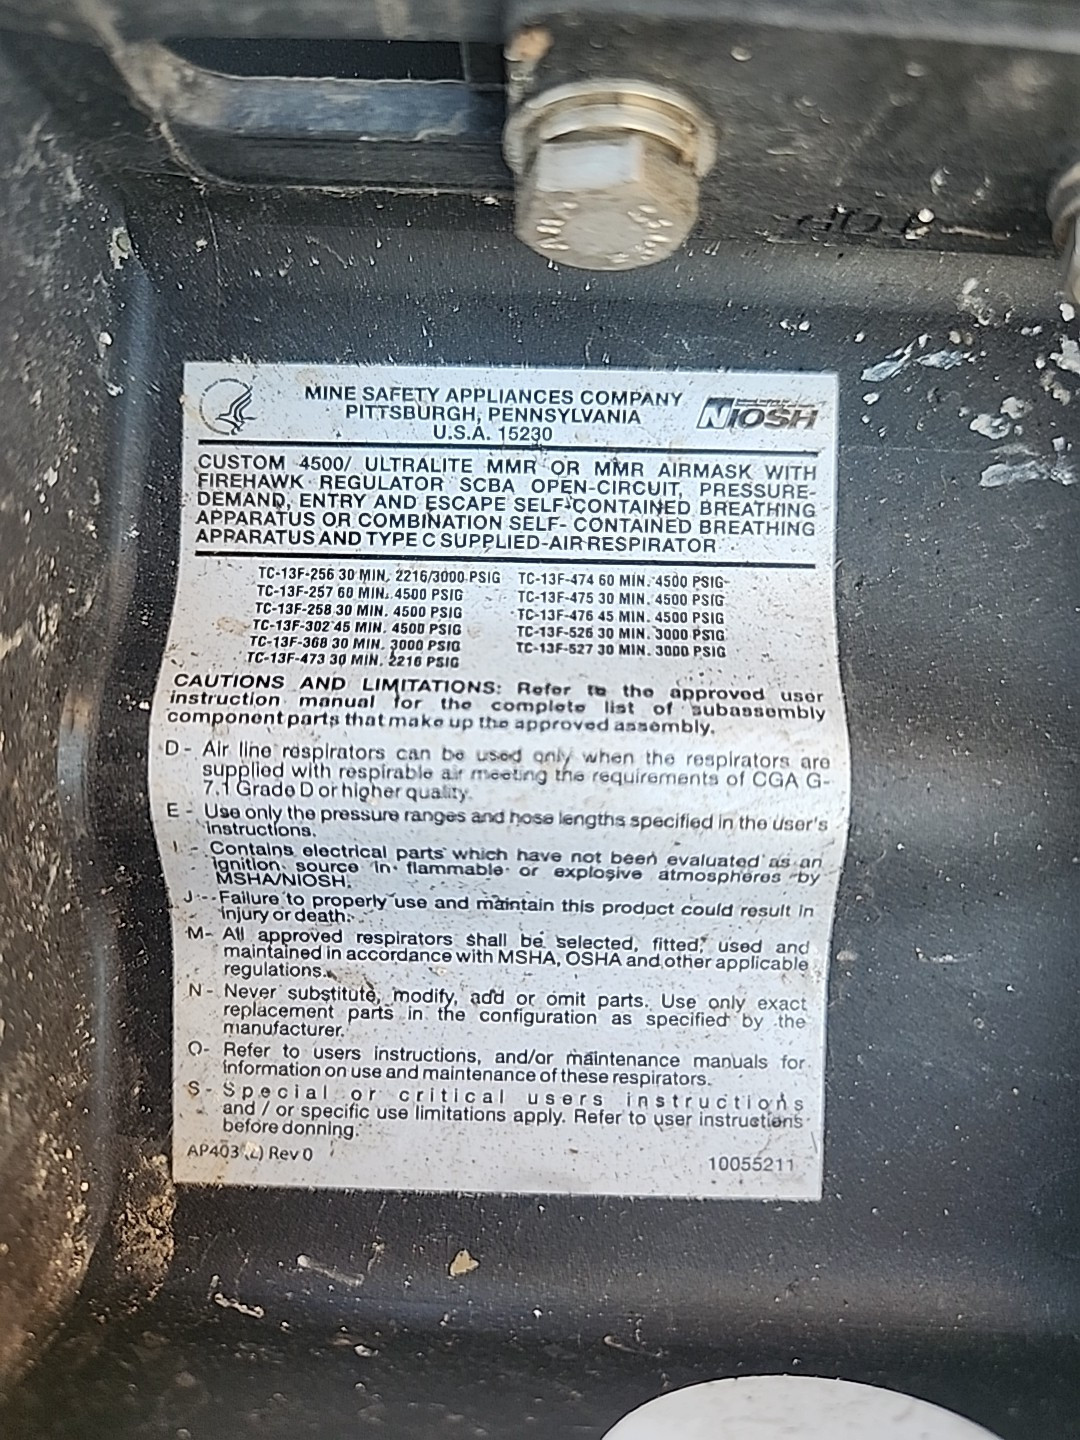 MINE SAFETY APPLIANCES COMPANY
PITTSBURGH, PENNSYLVANIA
U.S.A. 15230
NIOSH
CUSTOM 4500/ ULTRALITE MMR OR MMR AIRMASK WITH
FIREHAWK REGULATOR SCBA OPEN-CIRCUIT, PRESSURE-
DEMAND, ENTRY AND ESCAPE SELF-CONTAINED BREATHING
APPARATUS OR COMBINATION SELF- CONTAINED BREATHING
APPARATUS AND TYPE C SUPPLIED-AIR RESPIRATOR
TC-13F-256 30 MIN. 2216/3000 PSIG
TC-13F-257 60 MIN. 4500 PSIG
TC-13F-258 30 MIN. 4500 PSIG
TC-13F-302 45 MIN. 4500 PSIG
TC-13F-368 30 MIN. 3000 PSIG
TC-13F-473 30 MIN. 2216 PSIG
TC-13F-474 60 MIN. 4500 PSIG
TC-13F-475 30 MIN. 4500 PSIG
TC-13F-476 45 MIN. 4500 PSIG
TC-13F-526 30 MIN. 3000 PSIG
TC-13F-527 30 MIN. 3000 PSIG
CAUTIONS AND LIMITATIONS: Refer to the approved user
instruction manual for the complete list of subassembly
component parts that make up the approved assembly.
D - Air line respirators can be used only when the respirators are
supplied with respirable air meeting the requirements of CGA G-
7.1 Grade D or higher quality.
E - Use only the pressure ranges and hose lengths specified in the user's
instructions.
I - Contains electrical parts which have not been evaluated as an
ignition source in flammable or explosive atmospheres by
MSHA/NIOSH.
J - Failure to properly use and maintain this product could result in
injury or death.
M- All approved respirators shall be selected, fitted, used and
maintained in accordance with MSHA, OSHA and other applicable
regulations.
N - Never substitute, modify, add or omit parts. Use only exact
replacement parts in the configuration as specified by the
manufacturer.
O- Refer to users instructions, and/or maintenance manuals for
information on use and maintenance of these respirators.
S - Special or critical users instructions
and / or specific use limitations apply. Refer to user instructions
before donning.
AP403 (L) Rev 0
10055211